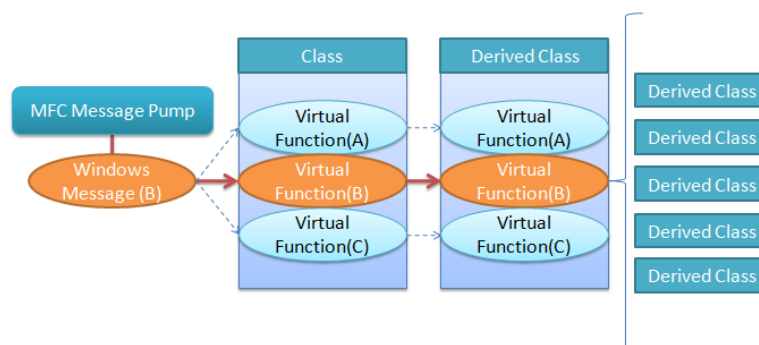 Class
Derived Class
MFC Message Pump
Windows
Message (B)
Virtual
Function(A)
Virtual
Function(B)
Virtual
Function(C)
Virtual
Function(A)
Virtual
Function(B)
Virtual
Function(C)
Derived Class
Derived Class
Derived Class
Derived Class
Derived Class